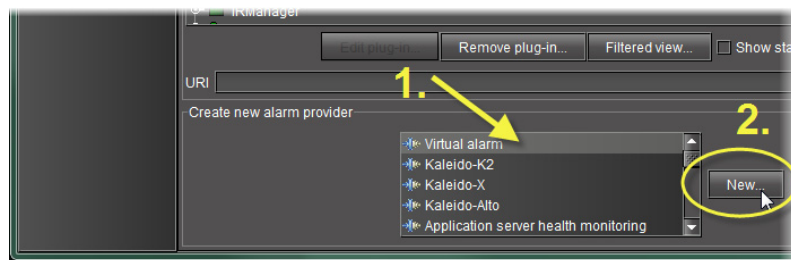 IRManager
Edit plug-in... Remove plug-in... Filtered view... Show sta
URI
1.
Create new alarm provider
2.
Virtual alarm
Kaleido-K2
Kaleido-X
New...
Kaleido-Alto
Application server health monitoring